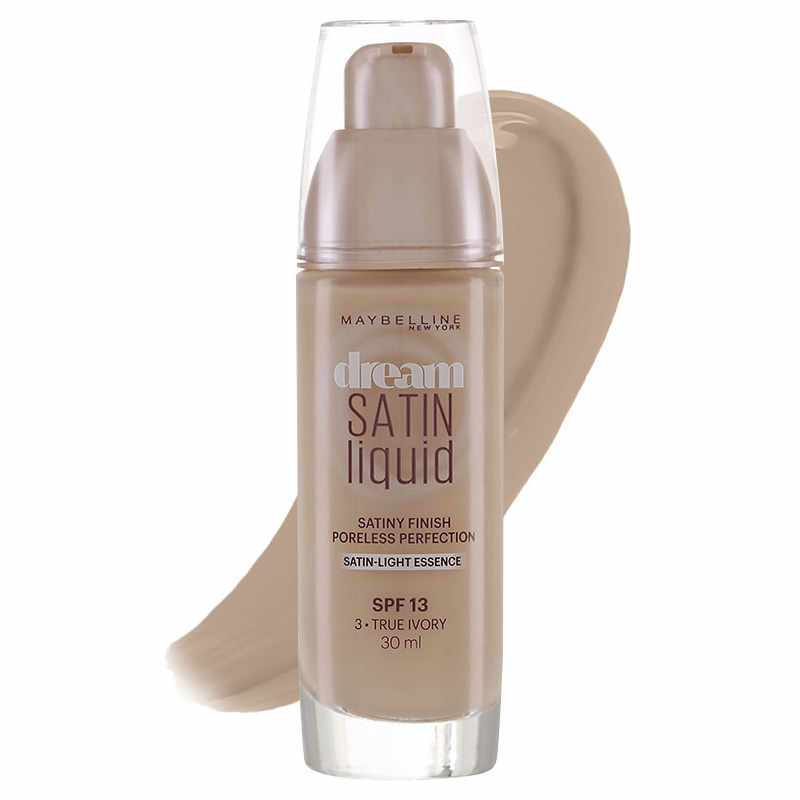 MAYBELLINE
NEW YORK
dream
SATIN
liquid
SATINY FINISH
PORELESS PERFECTION
SATIN-LIGHT ESSENCE
SPF 13
3 • TRUE IVORY
30 ml